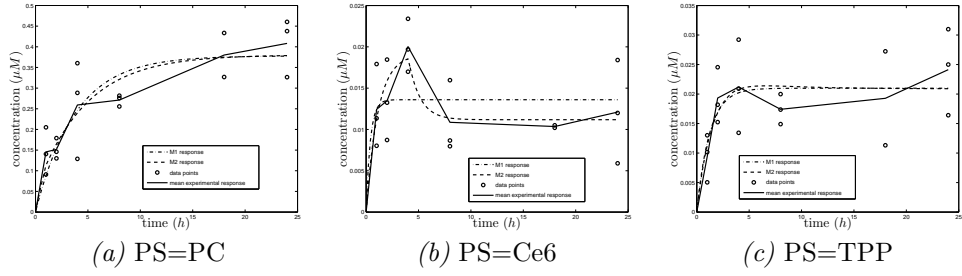 0.5
0.45
0.4
0.35
0.3
0.25
0.2
0.15
0.1
0.05
0
0 5 10 15 20 25
concentration (μM)
time (h)
M1 response
M2 response
data points
mean experimental response
(a) PS=PC
0.025
0.02
0.015
0.01
0.005
0
0 5 10 15 20 25
concentration (μM)
time (h)
M1 response
M2 response
data points
mean experimental response
(b) PS=Ce6
0.035
0.03
0.025
0.02
0.015
0.01
0.005
0
0 5 10 15 20 25
concentration (μM)
time (h)
M1 response
M2 response
data points
mean experimental response
(c) PS=TPP